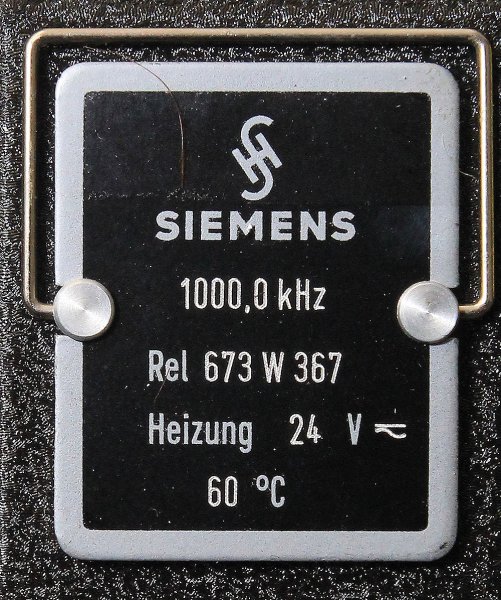 SIEMENS
1000,0 kHz
Rel 673 W 367
Heizung 24 V ⎓
60 °C